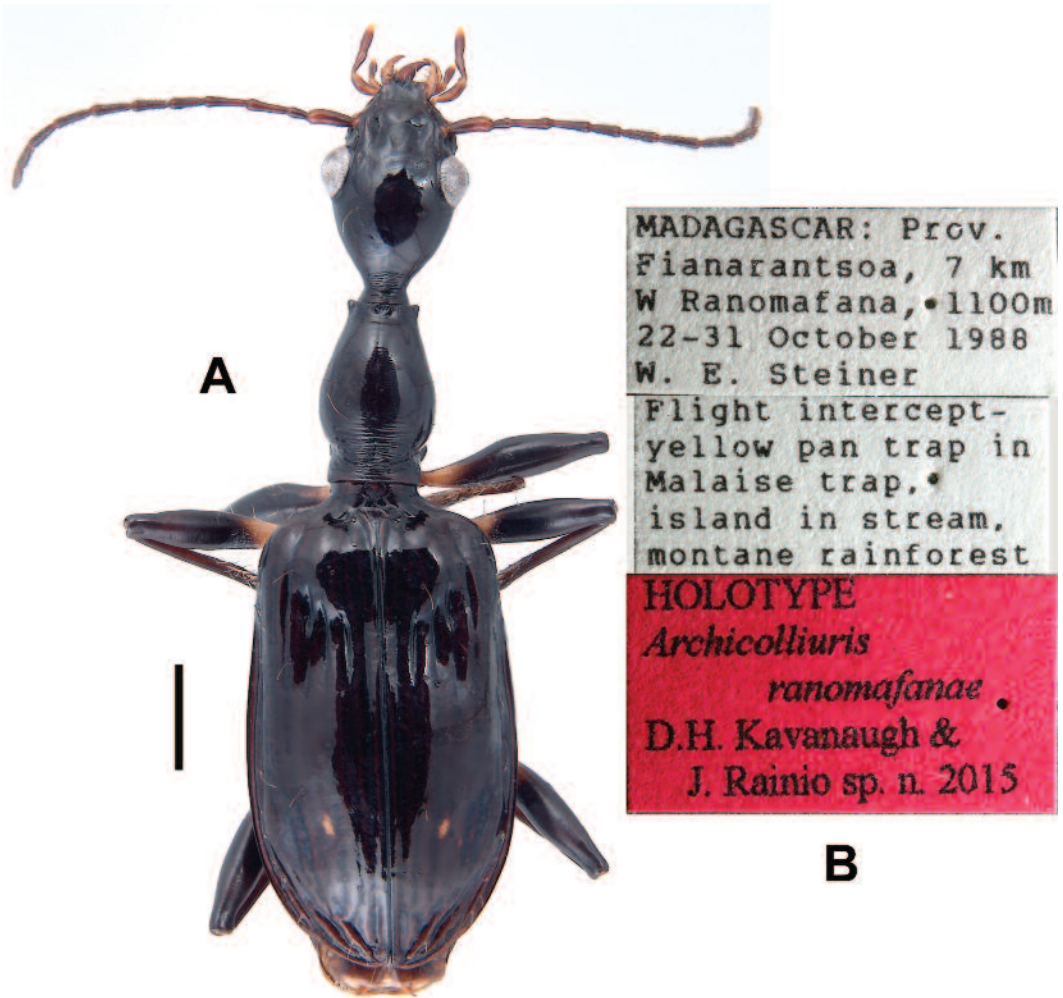 A
MADAGASCAR: Prov.
Fianarantsoa, 7 km
W Ranomafana, 1100m
22-31 October 1988
W. E. Steiner
Flight intercept-
yellow pan trap in
Malaise trap,
island in stream,
montane rainforest
HOLOTYPE
Archicolliuris
ranomafanae
D.H. Kavanaugh &
J. Rainio sp. n. 2015
B